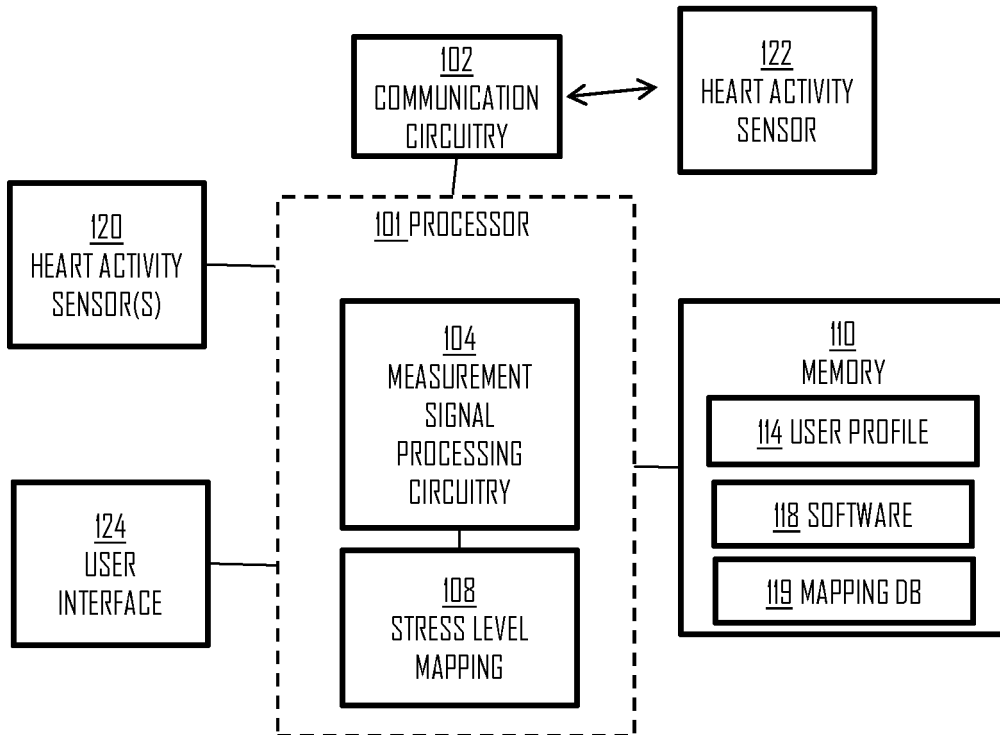 102
COMMUNICATION
CIRCUITRY
122
HEART ACTIVITY
SENSOR
120
HEART ACTIVITY
SENSOR(S)
101 PROCESSOR
104
MEASUREMENT
SIGNAL
PROCESSING
CIRCUITRY
110
MEMORY
114 USER PROFILE
118 SOFTWARE
119 MAPPING DB
124
USER
INTERFACE
108
STRESS LEVEL
MAPPING